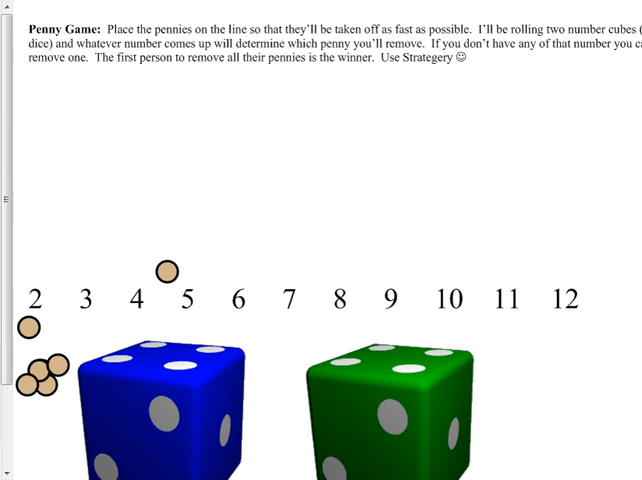 Penny Game: Place the pennies on the line so that they'll be taken off as fast as possible. I'll be rolling two number cubes (
dice) and whatever number comes up will determine which penny you'll remove. If you don't have any of that number you
remove one. The first person to remove all their pennies is the winner. Use Strategery ☺
2 3 4 5 6 7 8 9 10 11 12